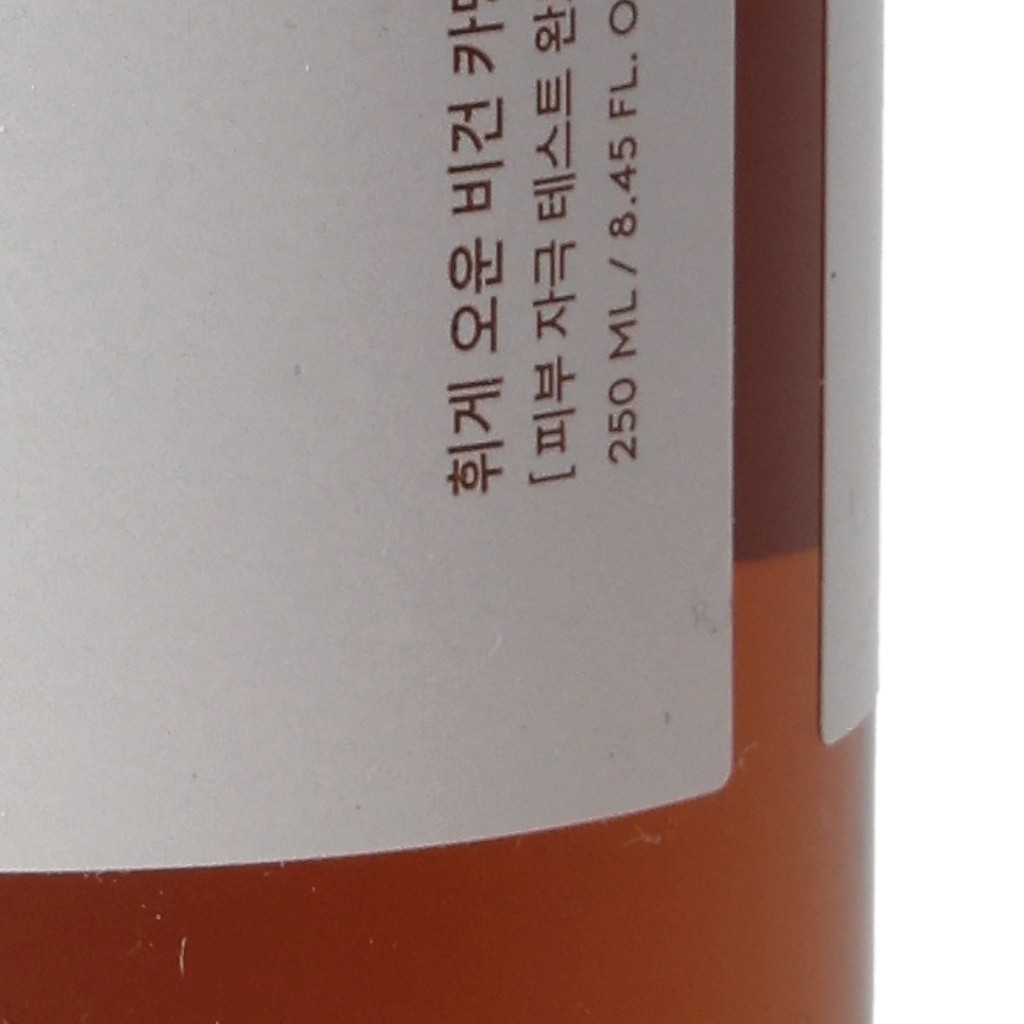 휘게 오운 비건
[ 피부 자극 테스트
250 ML / 8.45 FL.